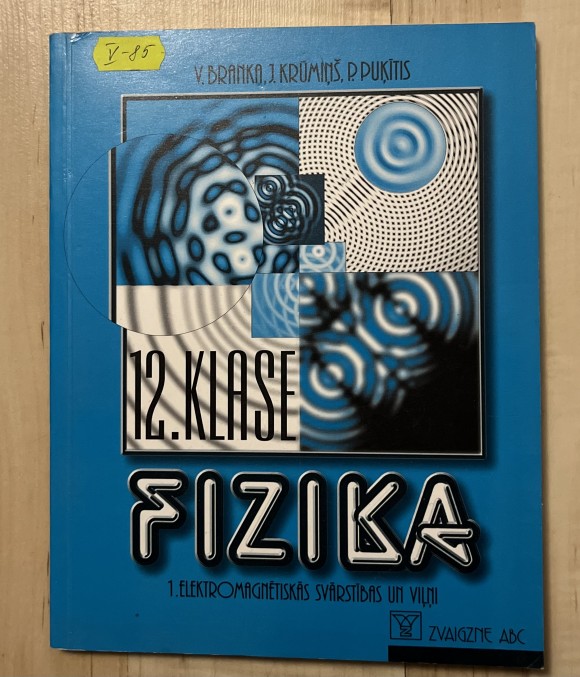 V-85
V. BRANKA, J. KRŪMIŅŠ, P. PUĶĪTIS
12. KLASE
FIZIKA
1. ELEKTROMAGNĒTISKĀS SVĀRSTĪBAS UN VIĻŅI
ZVAIGZNE ABC